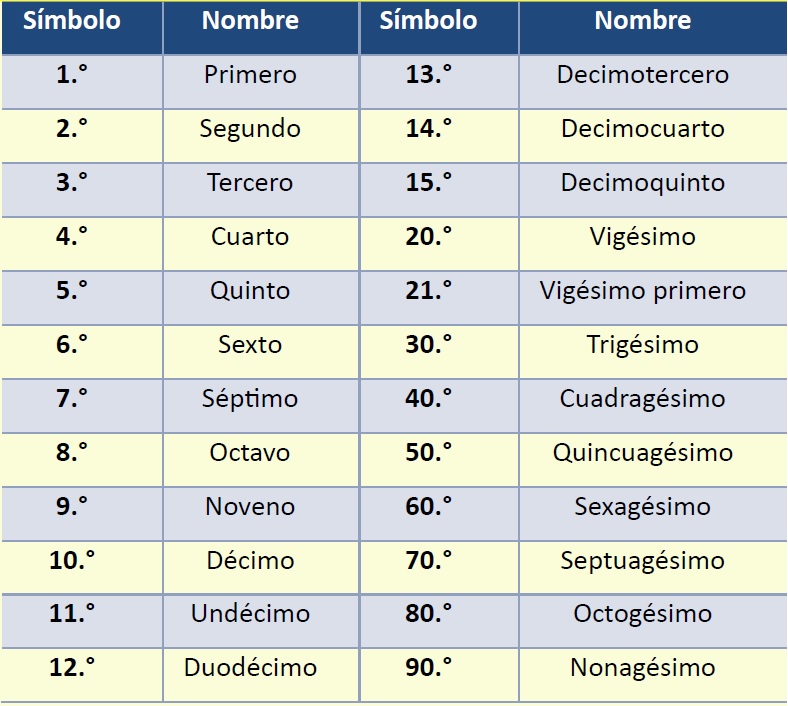 Símbolo Nombre Símbolo Nombre
1.° Primero 13.° Decimotercero
2.° Segundo 14.° Decimocuarto
3.° Tercero 15.° Decimoquinto
4.° Cuarto 20.° Vigésimo
5.° Quinto 21.° Vigésimo primero
6.° Sexto 30.° Trigésimo
7.° Séptimo 40.° Cuadragésimo
8.° Octavo 50.° Quincuagésimo
9.° Noveno 60.° Sexagésimo
10.° Décimo 70.° Septuagésimo
11.° Undécimo 80.° Octogésimo
12.° Duodécimo 90.° Nonagésimo